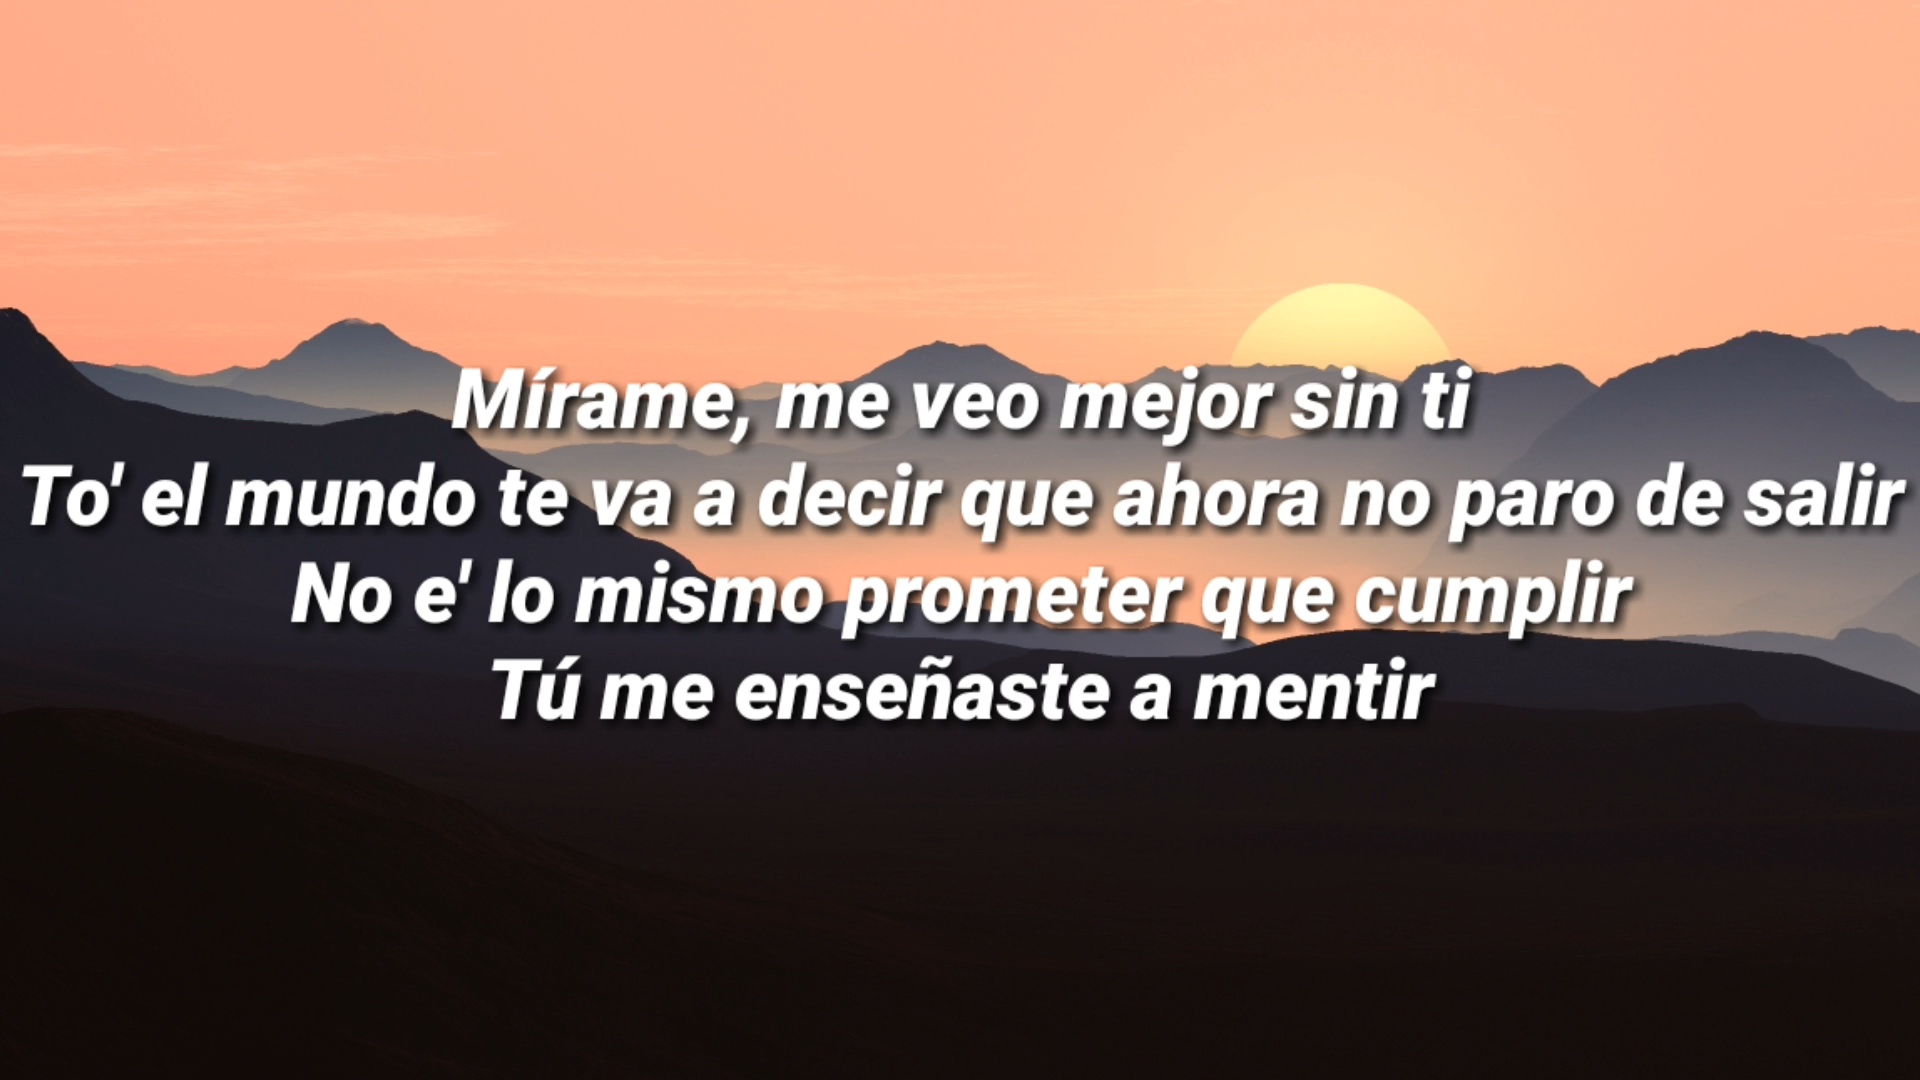 Mírame, me veo mejor sin ti
To' el mundo te va a decir que ahora no paro de salir
No e' lo mismo prometer que cumplir
Tú me enseñaste a mentir